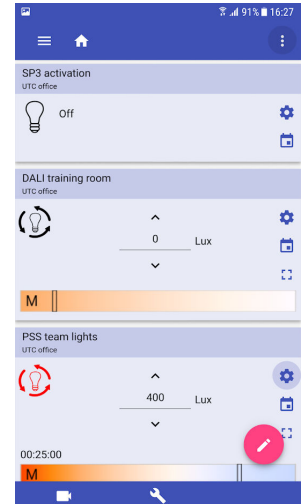 91% 16:27
SP3 activation
UTC office
Off
DALI training room
UTC office
0 Lux
M
PSS team lights
UTC office
400 Lux
00:25:00
M